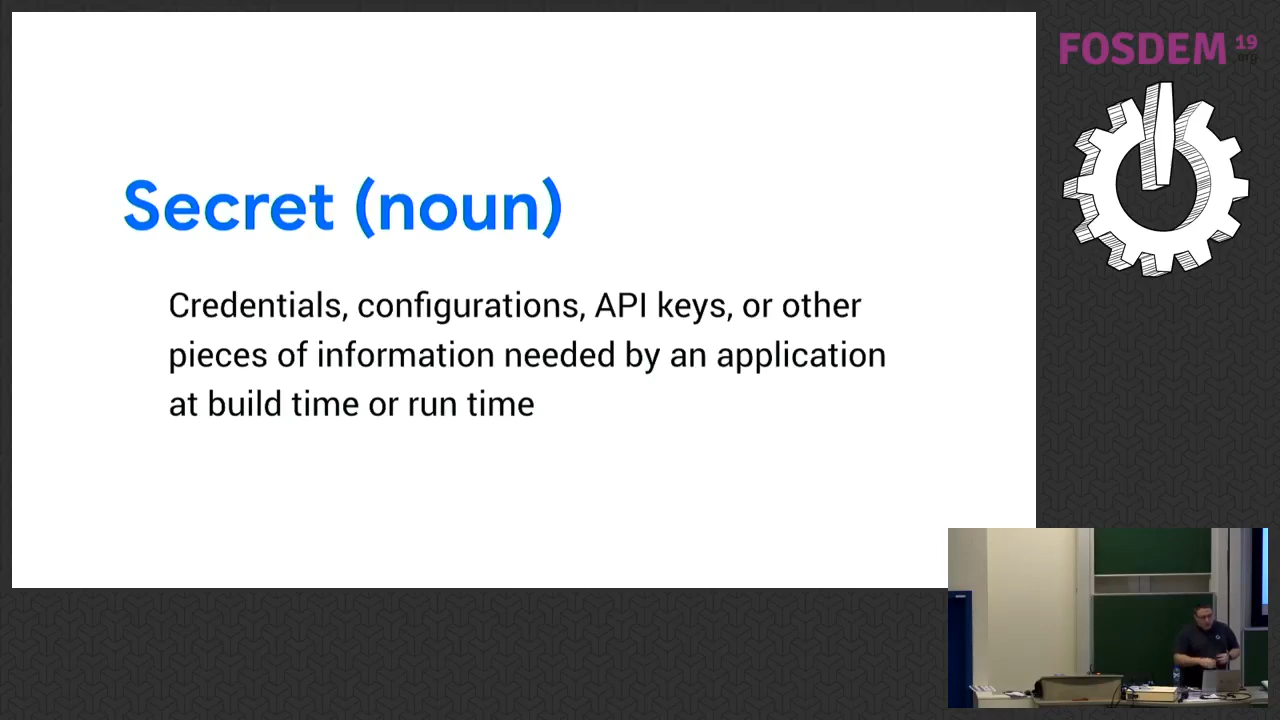 FOSDEM 19
.org
Secret (noun)
Credentials, configurations, API keys, or other
pieces of information needed by an application
at build time or run time